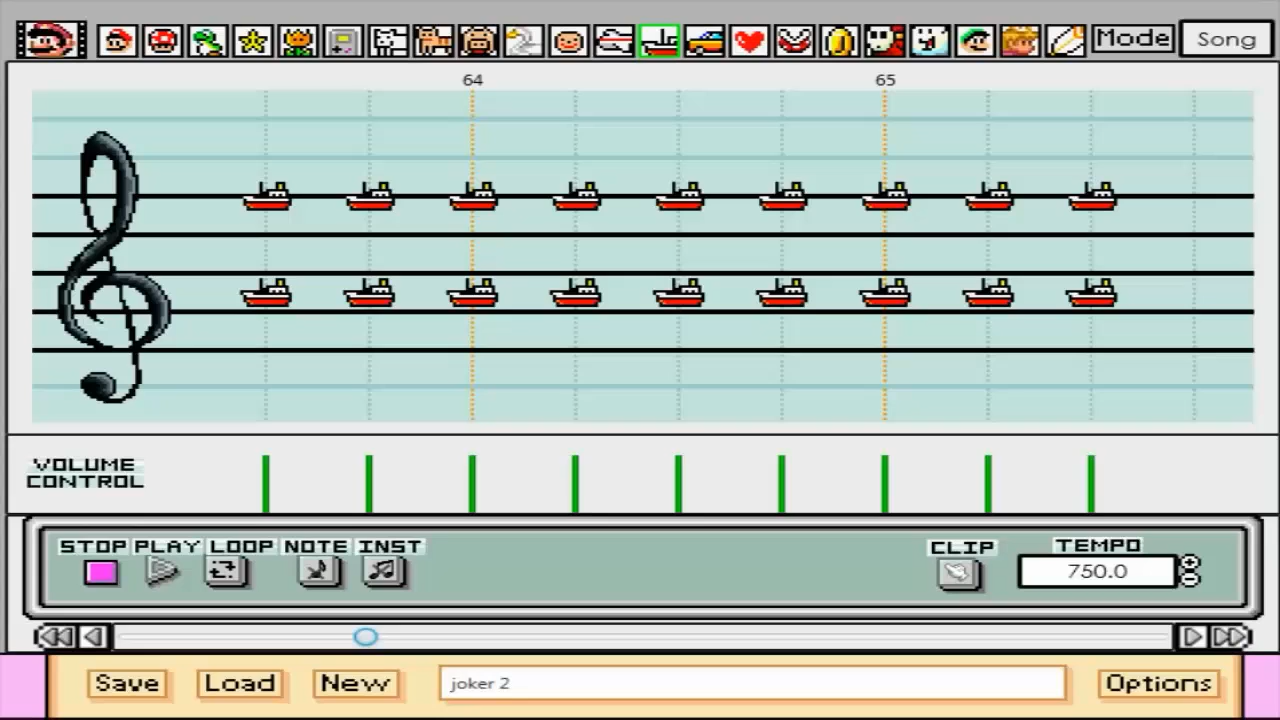 Mode Song
64 65
VOLUME
CONTROL
STOP PLAY LOOP NOTE INST CLIP TEMPO
750.0
Save Load New joker 2 Options